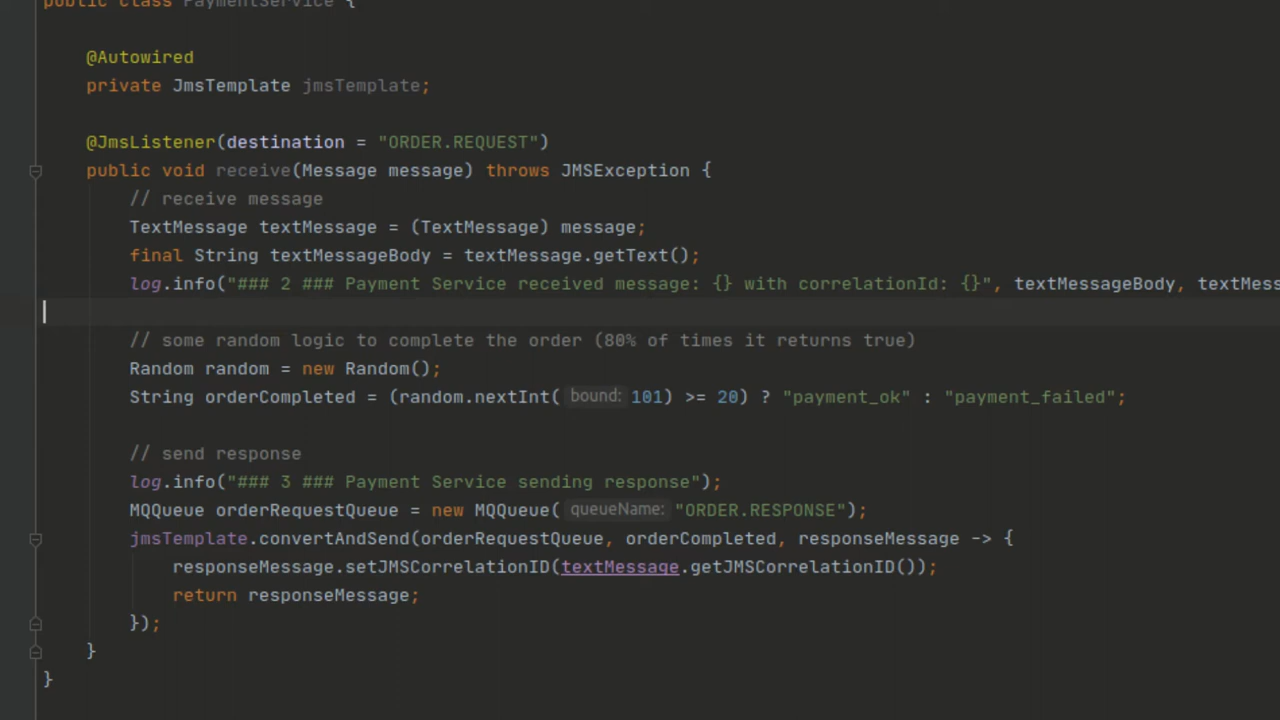 public class PaymentService {
@Autowired
private JmsTemplate jmsTemplate;
@JmsListener(destination = "ORDER.REQUEST")
public void receive(Message message) throws JMSException {
// receive message
TextMessage textMessage = (TextMessage) message;
final String textMessageBody = textMessage.getText();
log.info("### 2 ### Payment Service received message: {} with correlationId: {}", textMessageBody, textMess
// some random logic to complete the order (80% of times it returns true)
Random random = new Random();
String orderCompleted = (random.nextInt( bound: 101) >= 20) ? "payment_ok" : "payment_failed";
// send response
log.info("### 3 ### Payment Service sending response");
MQQueue orderRequestQueue = new MQQueue( queueName: "ORDER.RESPONSE");
jmsTemplate.convertAndSend(orderRequestQueue, orderCompleted, responseMessage -> {
responseMessage.setJMSCorrelationID(textMessage.getJMSCorrelationID());
return responseMessage;
});
}
}